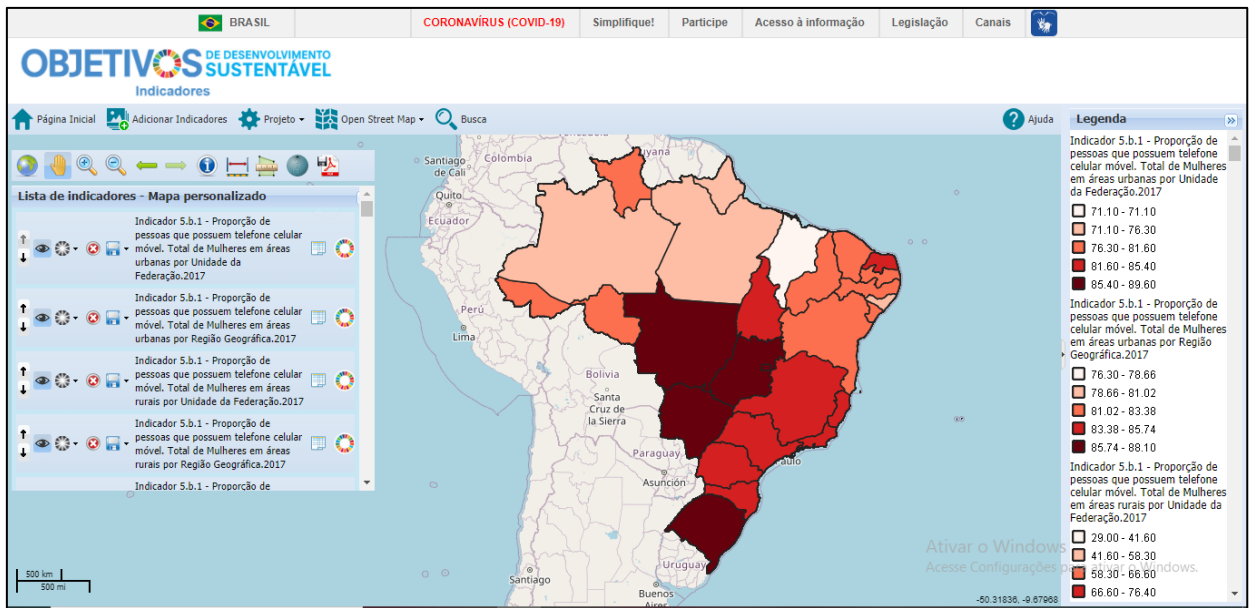 BRASIL
CORONAVÍRUS (COVID-19)
Simplifique!
Participe
Acesso à informação
Legislação
Canais
OBJETIVOS DE DESENVOLVIMENTO
SUSTENTÁVEL
Indicadores
Página Inicial
Adicionar Indicadores
Projeto
Open Street Map
Busca
Ajuda
Lista de indicadores - Mapa personalizado
Indicador 5.b.1 - Proporção de
pessoas que possuem telefone celular
móvel. Total de Mulheres em áreas
urbanas por Unidade da
Federação.2017
Indicador 5.b.1 - Proporção de
pessoas que possuem telefone celular
móvel. Total de Mulheres em áreas
urbanas por Região Geográfica.2017
Indicador 5.b.1 - Proporção de
pessoas que possuem telefone celular
móvel. Total de Mulheres em áreas
rurais por Unidade da Federação.2017
Indicador 5.b.1 - Proporção de
pessoas que possuem telefone celular
móvel. Total de Mulheres em áreas
rurais por Região Geográfica.2017
Indicador 5.b.1 - Proporção de
Santiago
de Cali
Colombia
Quito
Ecuador
Perú
Lima
Bolivia
Santa
Cruz de
la Sierra
Paraguay
Asunción
Uruguay
Santiago
Buenos
Aires
500 km
500 mi
Legenda
Indicador 5.b.1 - Proporção de
pessoas que possuem telefone
celular móvel. Total de Mulheres
em áreas urbanas por Unidade
da Federação.2017
71.10 - 71.10
71.10 - 76.30
76.30 - 81.60
81.60 - 85.40
85.40 - 89.60
Indicador 5.b.1 - Proporção de
pessoas que possuem telefone
celular móvel. Total de Mulheres
em áreas urbanas por Região
Geográfica.2017
76.30 - 78.66
78.66 - 81.02
81.02 - 83.38
83.38 - 85.74
85.74 - 88.10
Indicador 5.b.1 - Proporção de
pessoas que possuem telefone
celular móvel. Total de Mulheres
em áreas rurais por Unidade da
Federação.2017
29.00 - 41.60
41.60 - 58.30
58.30 - 66.60
66.60 - 76.40
Ativar o Windows
Acesse Configurações para ativar o Windows.
-50.31836, -9.67968